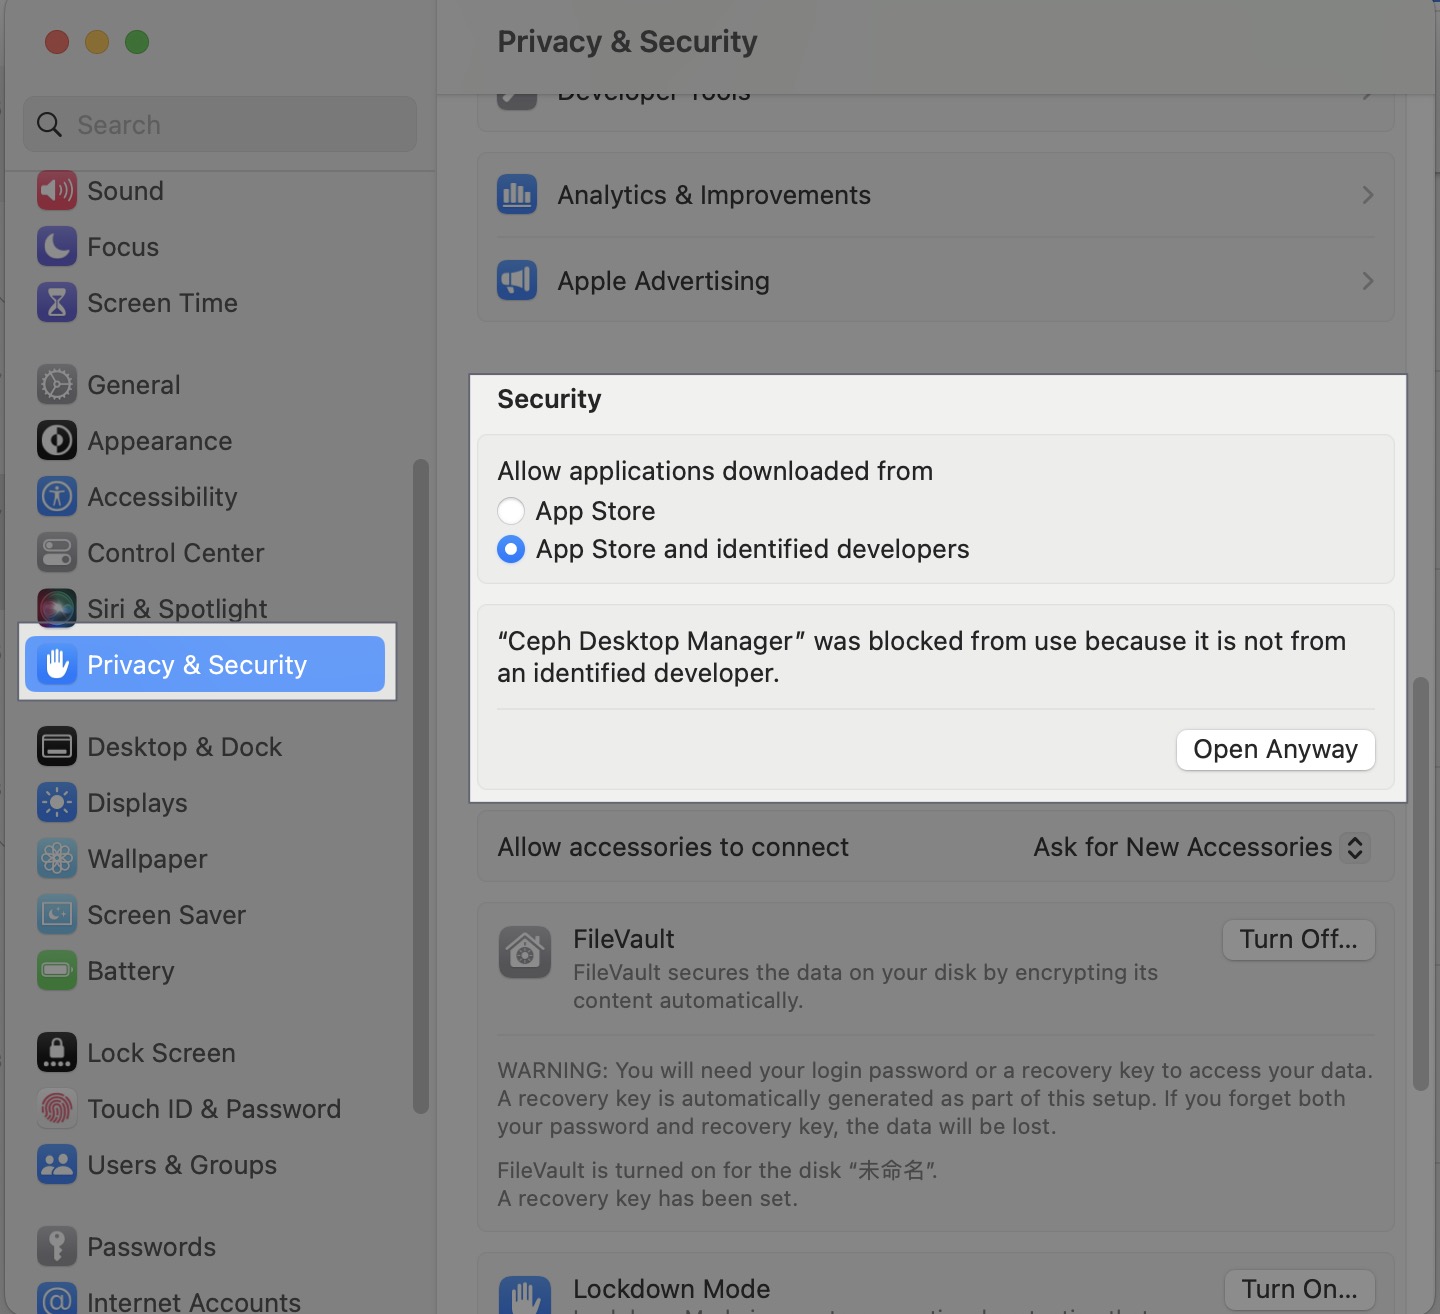 Privacy & Security
Search
Sound
Focus
Screen Time
General
Appearance
Accessibility
Control Center
Siri & Spotlight
Privacy & Security
Desktop & Dock
Displays
Wallpaper
Screen Saver
Battery
Lock Screen
Touch ID & Password
Users & Groups
Passwords
Internet Accounts
Developer Tools
Analytics & Improvements
Apple Advertising
Security
Allow applications downloaded from
App Store
App Store and identified developers
“Ceph Desktop Manager” was blocked from use because it is not from
an identified developer.
Open Anyway
Allow accessories to connect
Ask for New Accessories
FileVault
Turn Off...
FileVault secures the data on your disk by encrypting its
content automatically.
WARNING: You will need your login password or a recovery key to access your data.
A recovery key is automatically generated as part of this setup. If you forget both
your password and recovery key, the data will be lost.
FileVault is turned on for the disk “未命名”.
A recovery key has been set.
Lockdown Mode
Turn On...